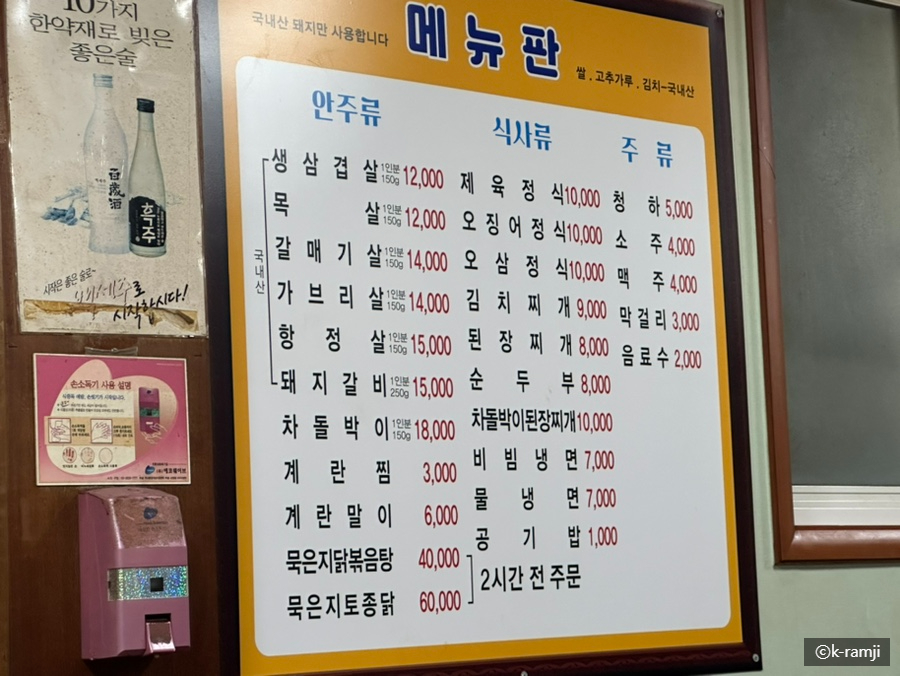 10가지
한약재로 빚은
좋은술
百歲酒
흑주
시작은 좋은 술로~
로
시작합시다!
손소독기 사용 설명
국내산 돼지만 사용합니다
메뉴판
쌀 . 고추가루 . 김치-국내산
안주류
국내산
생삼겹살 1인분 150g 12,000
목살 1인분 150g 12,000
갈매기살 1인분 150g 14,000
가브리살 1인분 150g 14,000
항정살 1인분 150g 15,000
돼지갈비 1인분 250g 15,000
차돌박이 1인분 150g 18,000
계란찜 3,000
계란말이 6,000
묵은지닭볶음탕 40,000
묵은지토종닭 60,000
2시간 전 주문
식사류
제육정식 10,000
오징어정식 10,000
오삼정식 10,000
김치찌개 9,000
된장찌개 8,000
순두부 8,000
차돌박이된장찌개 10,000
비빔냉면 7,000
물냉면 7,000
공기밥 1,000
주류
청하 5,000
소주 4,000
맥주 4,000
막걸리 3,000
음료수 2,000
©k-ramji